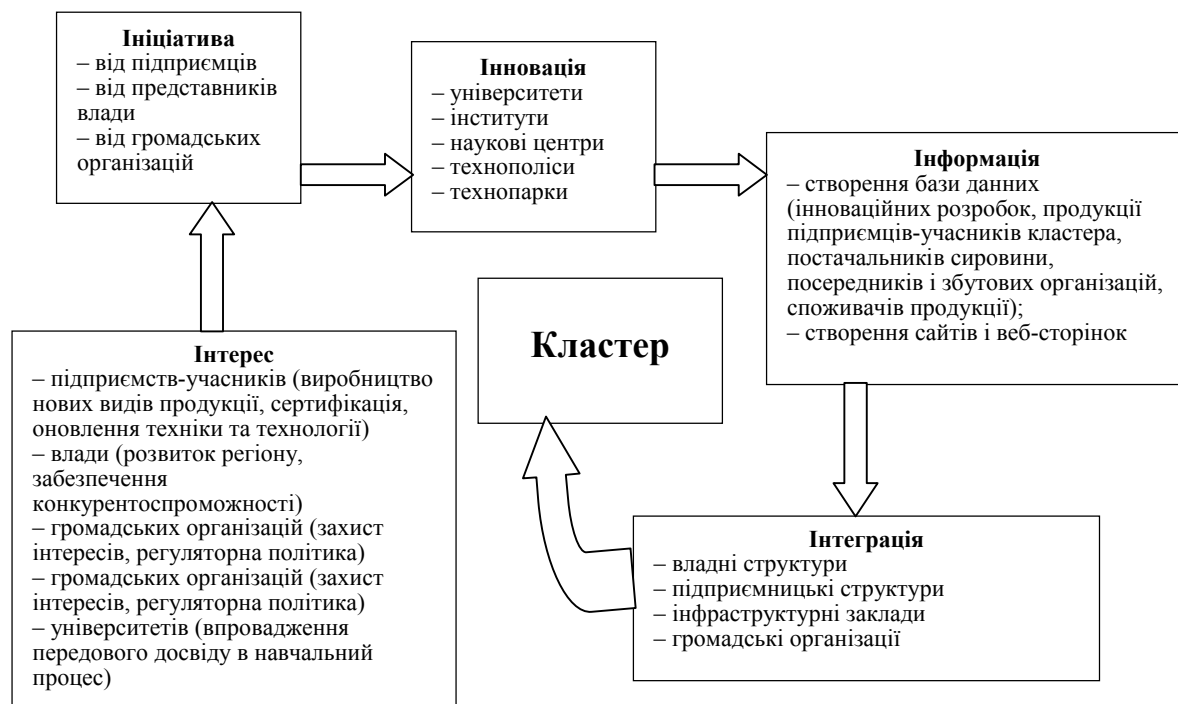 Ініціатива
– від підприємців
– від представників
влади
– від громадських
організацій
Інновація
– університети
– інститути
– наукові центри
– технополіси
– технопарки
Інформація
– створення бази данних
(інноваційних розробок, продукції
підприємців-учасників кластера,
постачальників сировини,
посередників і збутових організацій,
споживачів продукції);
– створення сайтів і веб-сторінок
Кластер
Інтерес
– підприємств-учасників (виробництво
нових видів продукції, сертифікація,
оновлення техніки та технології)
– влади (розвиток регіону,
забезпечення
конкурентоспроможності)
– громадських організацій (захист
інтересів, регуляторна політика)
– громадських організацій (захист
інтересів, регуляторна політика)
– університетів (впровадження
передового досвіду в навчальний
процес)
Інтеграція
– владні структури
– підприємницькі структури
– інфраструктурні заклади
– громадські організації